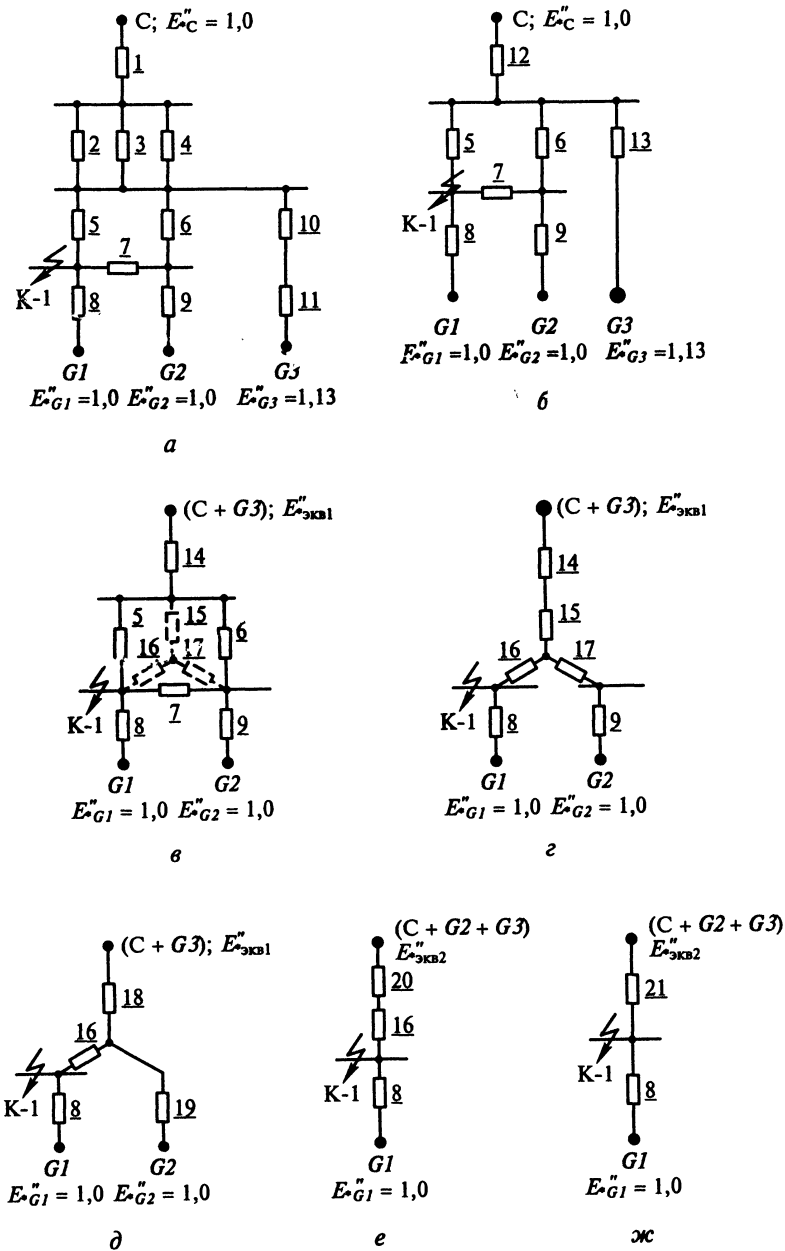 C; E″*C = 1,0
1
2 3 4
5 6 10
7
K-1
8 9 11
G1 G2 G3
E″*G1 =1,0 E″*G2 =1,0 E″*G3 =1,13
а
C; E″*C = 1,0
12
5 6 13
7
K-1
8 9
G1 G2 G3
E″*G1 =1,0 E″*G2 =1,0 E″*G3 =1,13
б
(C + G3); E″*экв1
14
5 15 6
16 17
K-1 7
8 9
G1 G2
E″*G1 = 1,0 E″*G2 = 1,0
в
(C + G3); E″*экв1
14
15
16 17
K-1
8 9
G1 G2
E″*G1 = 1,0 E″*G2 = 1,0
г
(C + G3); E″*экв1
18
16
K-1
8 19
G1 G2
E″*G1 = 1,0 E″*G2 = 1,0
д
(C + G2 + G3)
E″*экв2
20
16
K-1
8
G1
E″*G1 = 1,0
е
(C + G2 + G3)
E″*экв2
21
K-1
8
G1
E″*G1 = 1,0
ж